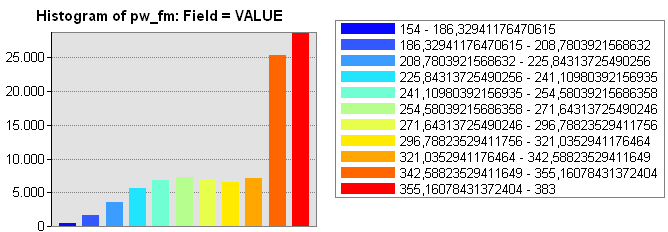 Histogram of pw_fm: Field = VALUE
25.000
20.000
15.000
10.000
5.000
0
154 - 186,32941176470615
186,32941176470615 - 208,7803921568632
208,7803921568632 - 225,84313725490256
225,84313725490256 - 241,10980392156935
241,10980392156935 - 254,58039215686358
254,58039215686358 - 271,64313725490246
271,64313725490246 - 296,78823529411756
296,78823529411756 - 321,0352941176464
321,0352941176464 - 342,58823529411649
342,58823529411649 - 355,16078431372404
355,16078431372404 - 383